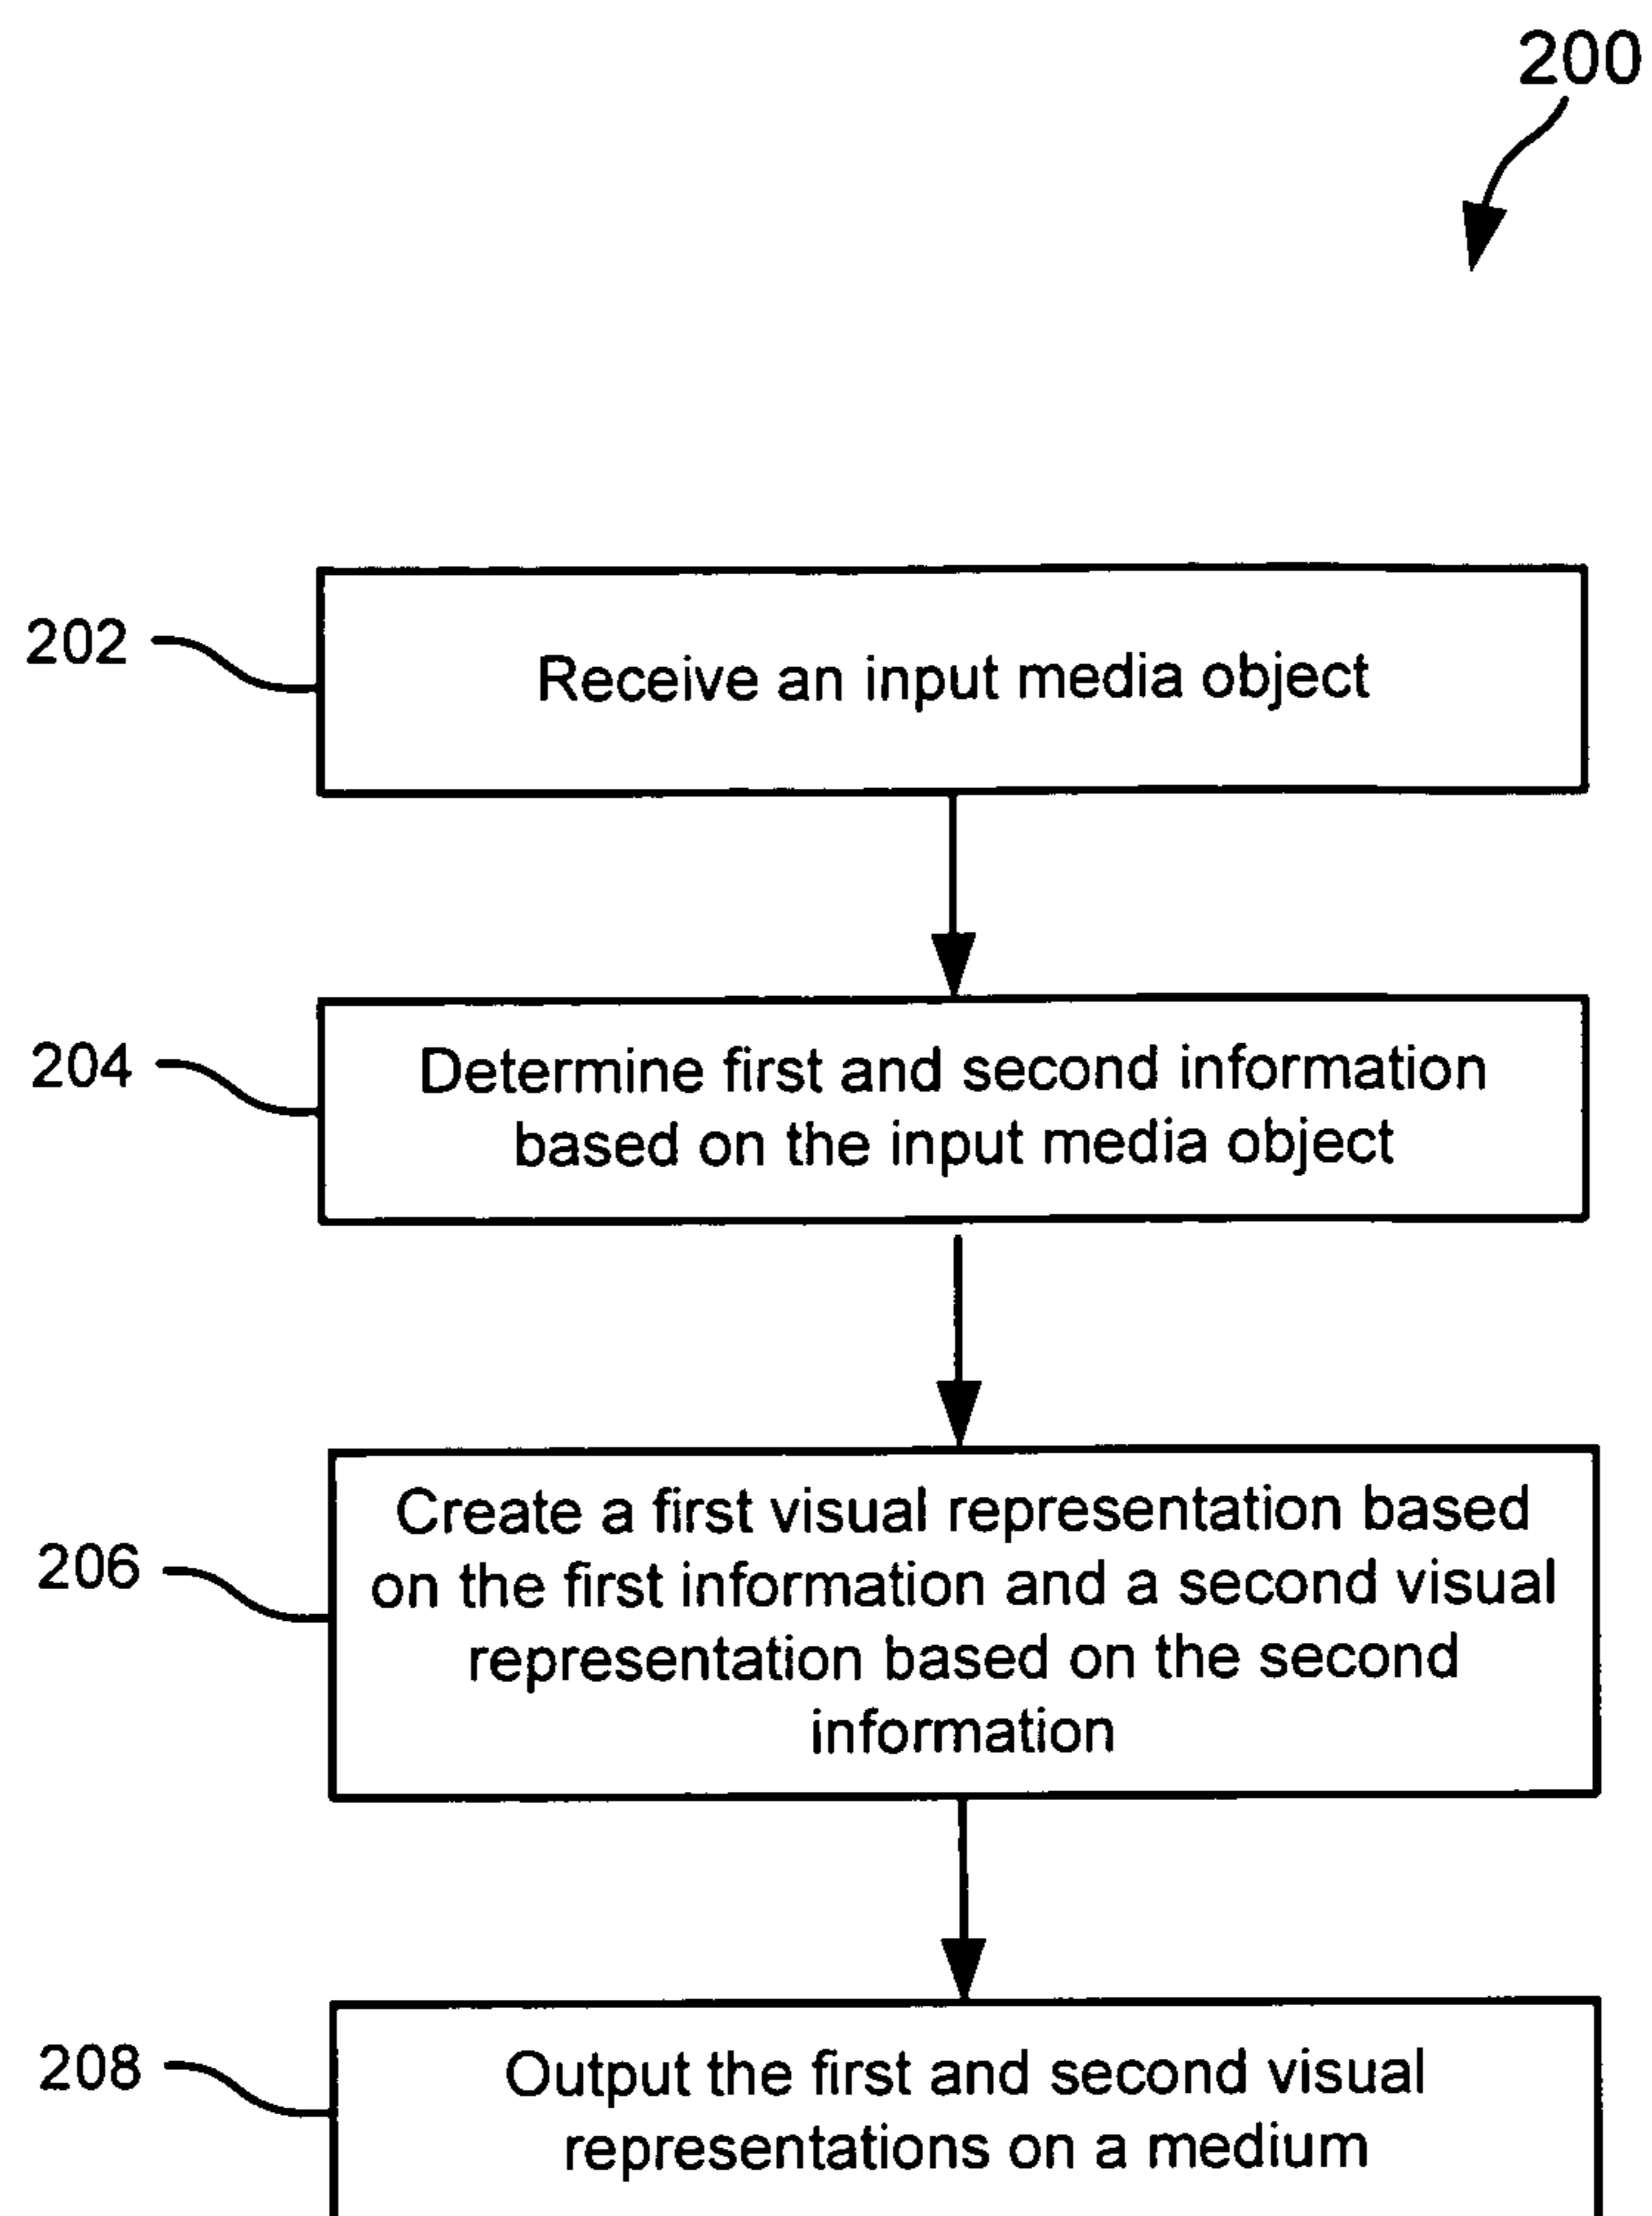 200
202
Receive an input media object
204
Determine first and second information
based on the input media object
206
Create a first visual representation based
on the first information and a second visual
representation based on the second
information
208
Output the first and second visual
representations on a medium